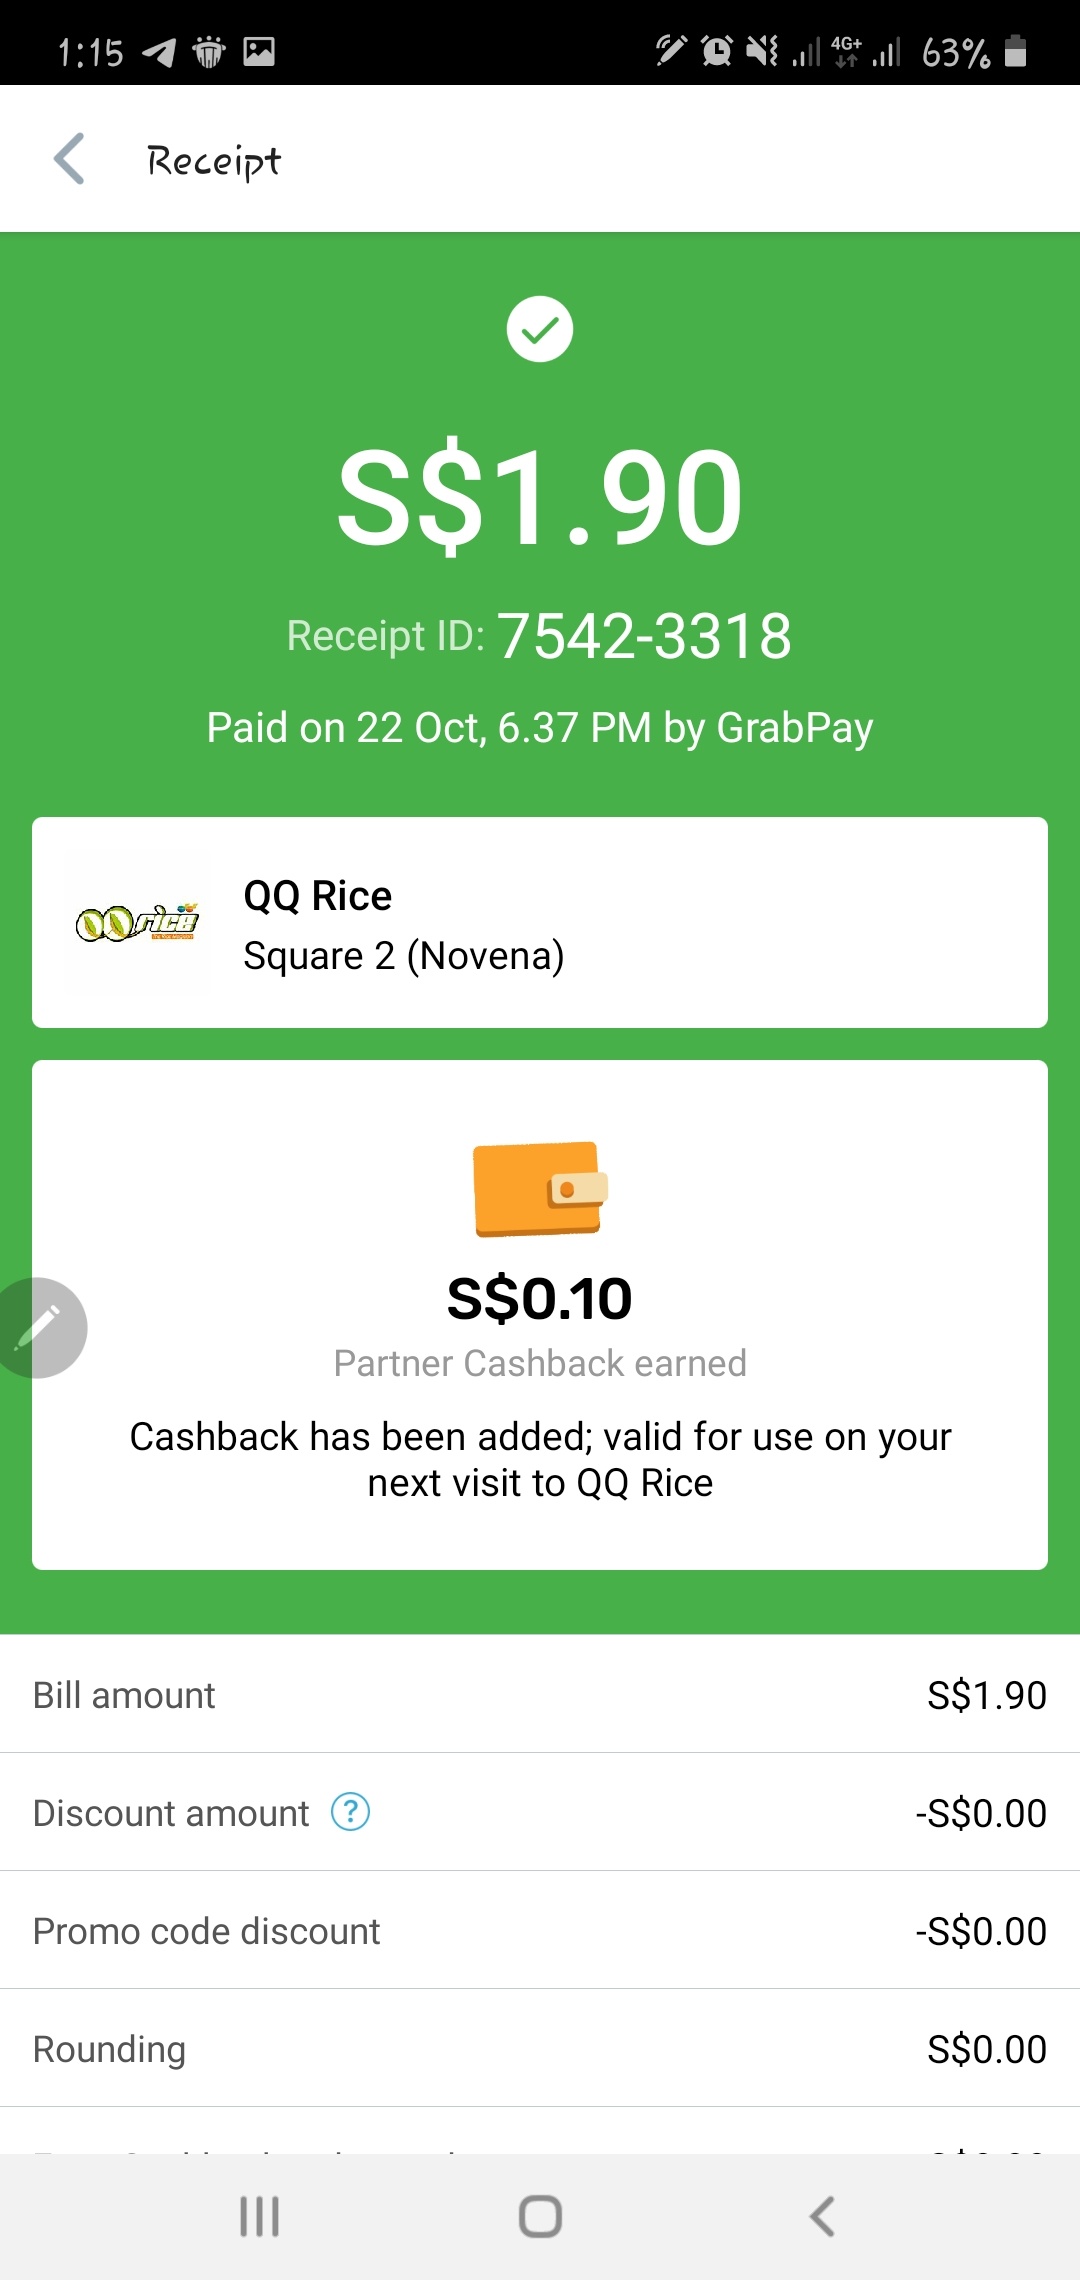 1:15
4G+
63%
Receipt
S$1.90
Receipt ID: 7542-3318
Paid on 22 Oct, 6.37 PM by GrabPay
QQ rice
QQ Rice
Square 2 (Novena)
S$0.10
Partner Cashback earned
Cashback has been added; valid for use on your
next visit to QQ Rice
Bill amount S$1.90
Discount amount ? -S$0.00
Promo code discount -S$0.00
Rounding S$0.00